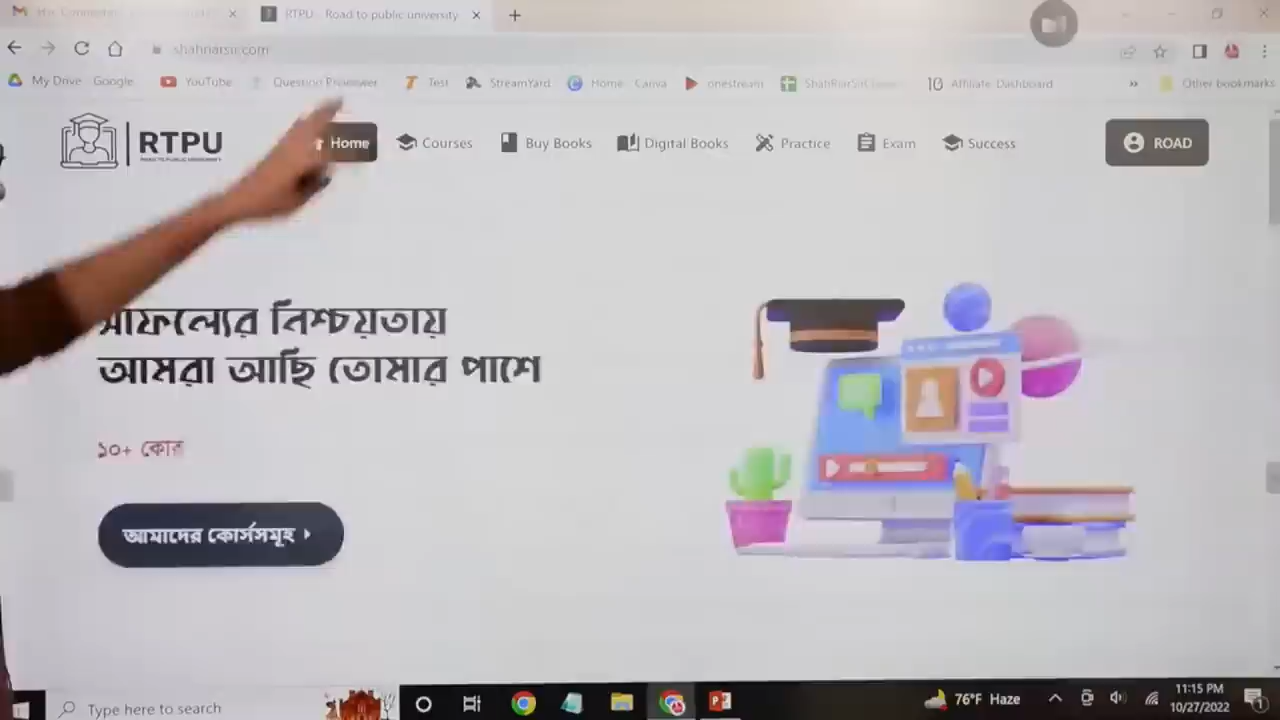 RTPU - Road to public university
shahriarsir.com
My Drive Google YouTube Question Processer Test StreamYard Home Canva onestream Affiliate Dashboard » Other bookmarks
RTPU
Home Courses Buy Books Digital Books Practice Exam Success ROAD
সাফল্যের নিশ্চয়তায়
আমরা আছি তোমার পাশে
১০+ কোর
আমাদের কোর্সসমূহ
Type here to search
76°F Haze
11:15 PM
10/27/2022